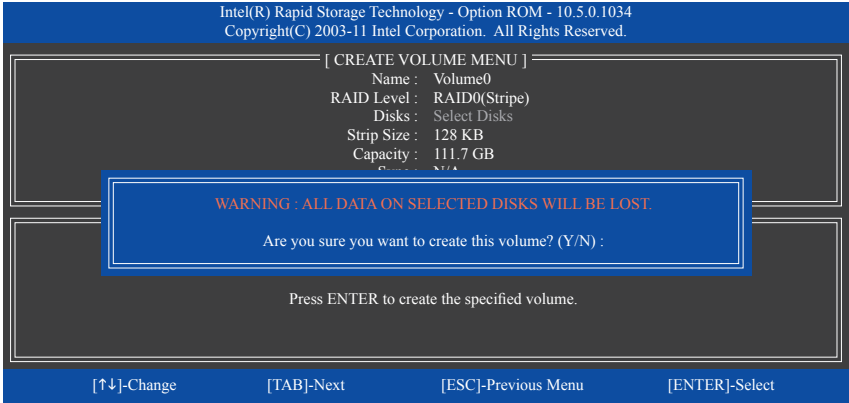 Intel(R) Rapid Storage Technology - Option ROM - 10.5.0.1034
Copyright(C) 2003-11 Intel Corporation. All Rights Reserved.
[ CREATE VOLUME MENU ]
Name : Volume0
RAID Level : RAID0(Stripe)
Disks : Select Disks
Strip Size : 128 KB
Capacity : 111.7 GB
Sync : N/A
WARNING : ALL DATA ON SELECTED DISKS WILL BE LOST.
Are you sure you want to create this volume? (Y/N) :
Press ENTER to create the specified volume.
[↑↓]-Change [TAB]-Next [ESC]-Previous Menu [ENTER]-Select